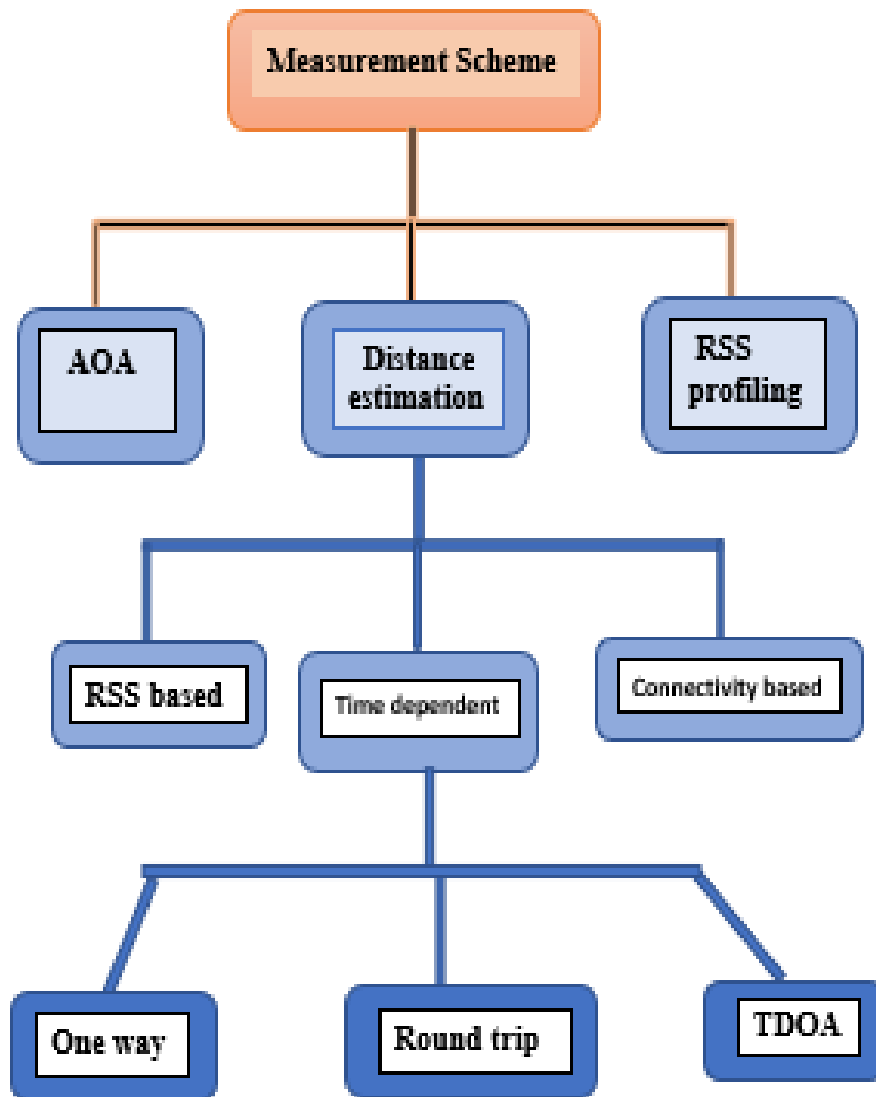 Measurement Scheme
AOA
Distance
estimation
RSS
profiling
RSS based
Time dependent
Connectivity based
One way
Round trip
TDOA